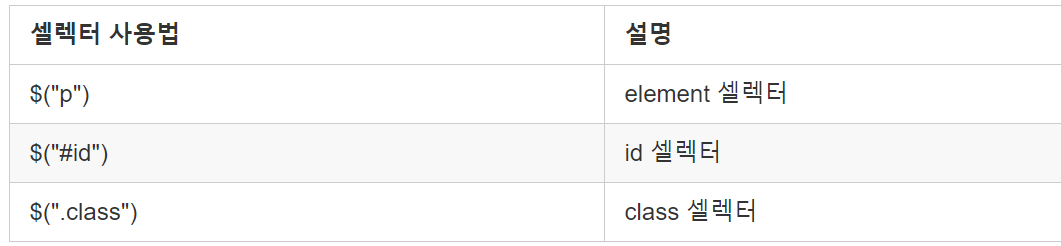 셀렉터 사용법 설명
$("p") element 셀렉터
$("#id") id 셀렉터
$(".class") class 셀렉터